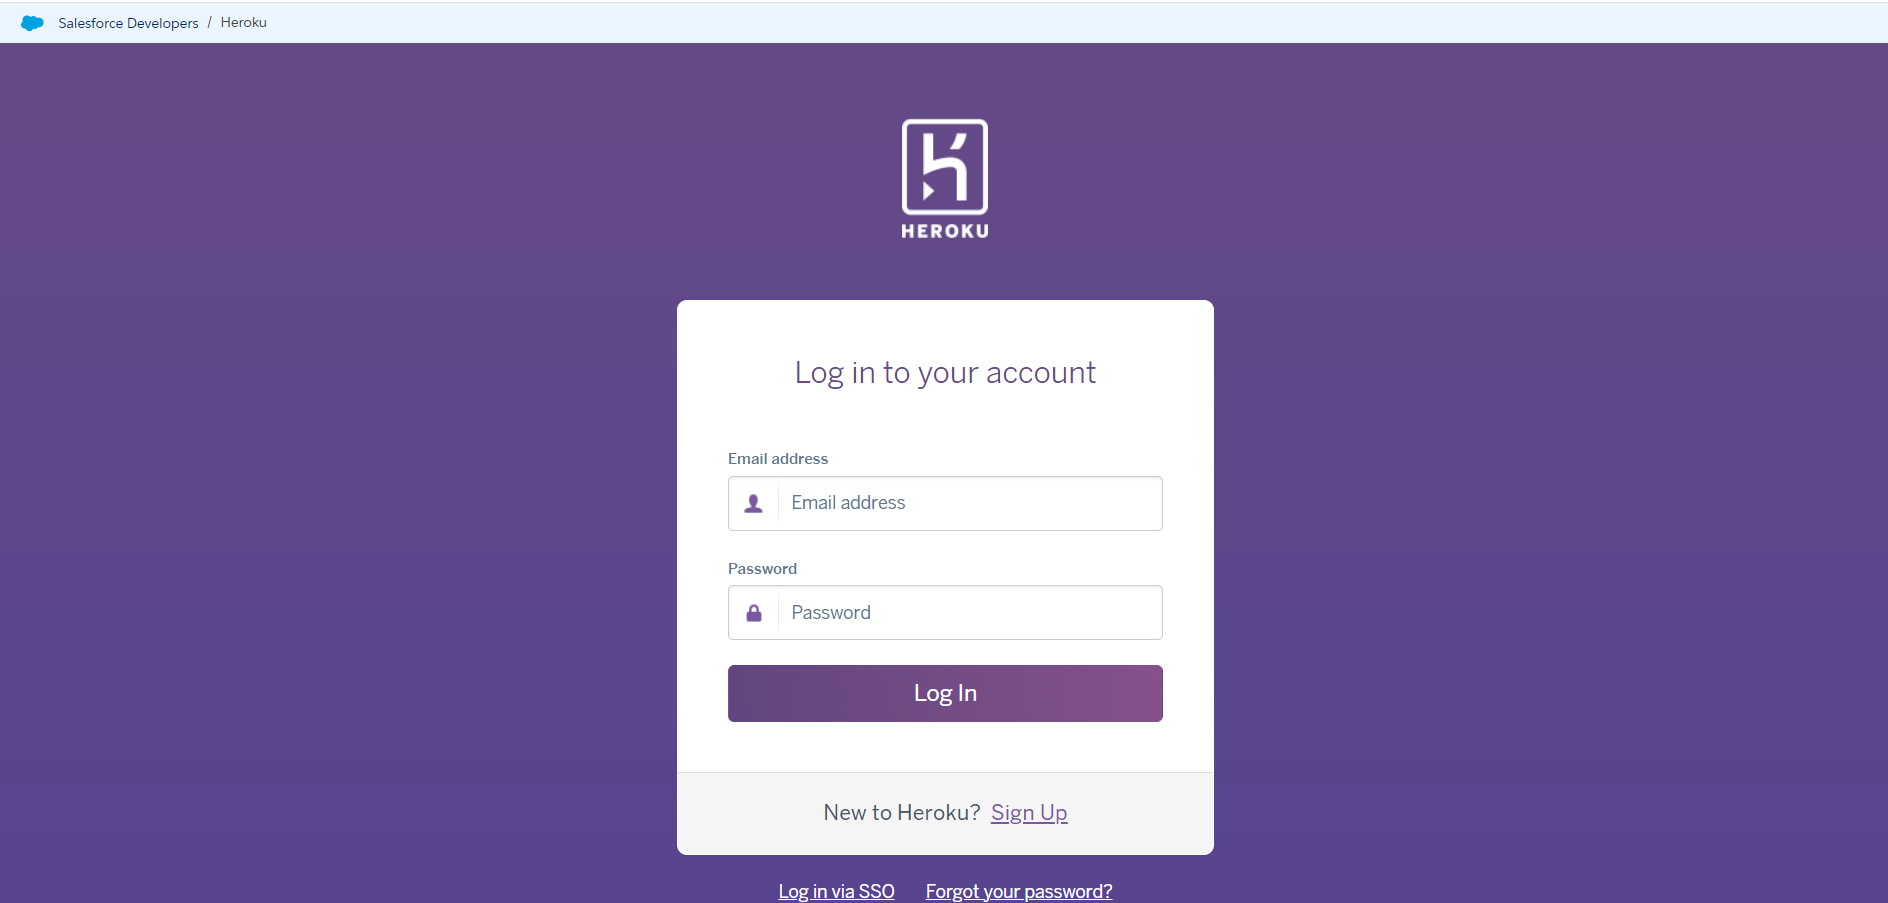 Salesforce Developers / Heroku
HEROKU
Log in to your account
Email address
Email address
Password
Password
Log In
New to Heroku? Sign Up
Log in via SSO Forgot your password?